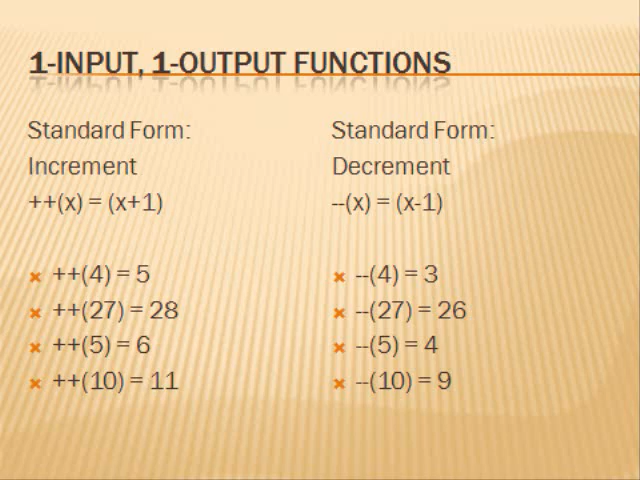 1-INPUT, 1-OUTPUT FUNCTIONS
Standard Form:
Increment
++(x) = (x+1)
++(4) = 5
++(27) = 28
++(5) = 6
++(10) = 11
Standard Form:
Decrement
--(x) = (x-1)
--(4) = 3
--(27) = 26
--(5) = 4
--(10) = 9